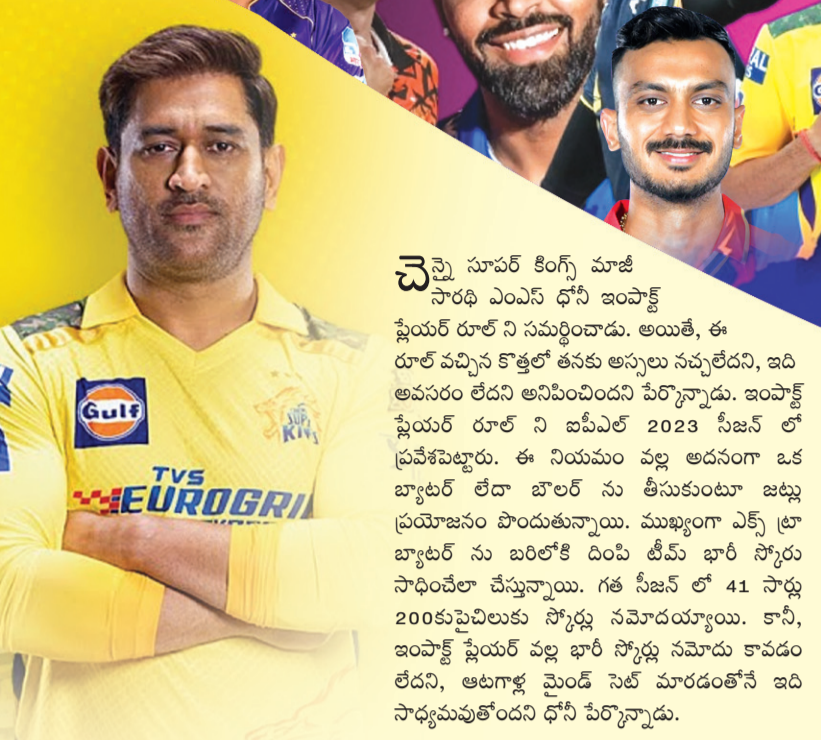 Gulf
SUPER
KINGS
TVS
EUROGRIP
చెన్నై సూపర్ కింగ్స్ మాజీ
సారథి ఎంఎస్ ధోనీ ఇంపాక్ట్
ప్లేయర్ రూల్ ని సమర్థించాడు. అయితే, ఈ
రూల్ వచ్చిన కొత్తలో తనకు అస్సలు నచ్చలేదని, ఇది
అవసరం లేదని అనిపించిందని పేర్కొన్నాడు. ఇంపాక్ట్
ప్లేయర్ రూల్ ని ఐపీఎల్ 2023 సీజన్ లో
ప్రవేశపెట్టారు. ఈ నియమం వల్ల అదనంగా ఒక
బ్యాటర్ లేదా బౌలర్ ను తీసుకుంటూ జట్లు
ప్రయోజనం పొందుతున్నాయి. ముఖ్యంగా ఎక్స్ ట్రా
బ్యాటర్ ను బరిలోకి దింపి టీమ్ భారీ స్కోరు
సాధించేలా చేస్తున్నాయి. గత సీజన్ లో 41 సార్లు
200కుపైచిలుకు స్కోర్లు నమోదయ్యాయి. కానీ,
ఇంపాక్ట్ ప్లేయర్ వల్ల భారీ స్కోర్లు నమోదు కావడం
లేదని, ఆటగాళ్ల మైండ్ సెట్ మారడంతోనే ఇది
సాధ్యమవుతోందని ధోనీ పేర్కొన్నాడు.